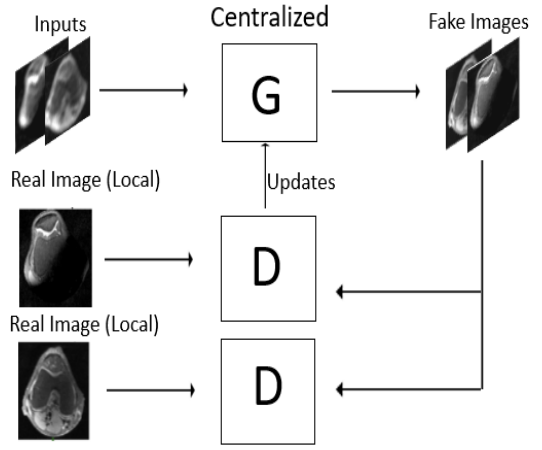 Inputs
Centralized
Fake Images
G
Real Image (Local)
Updates
D
Real Image (Local)
D